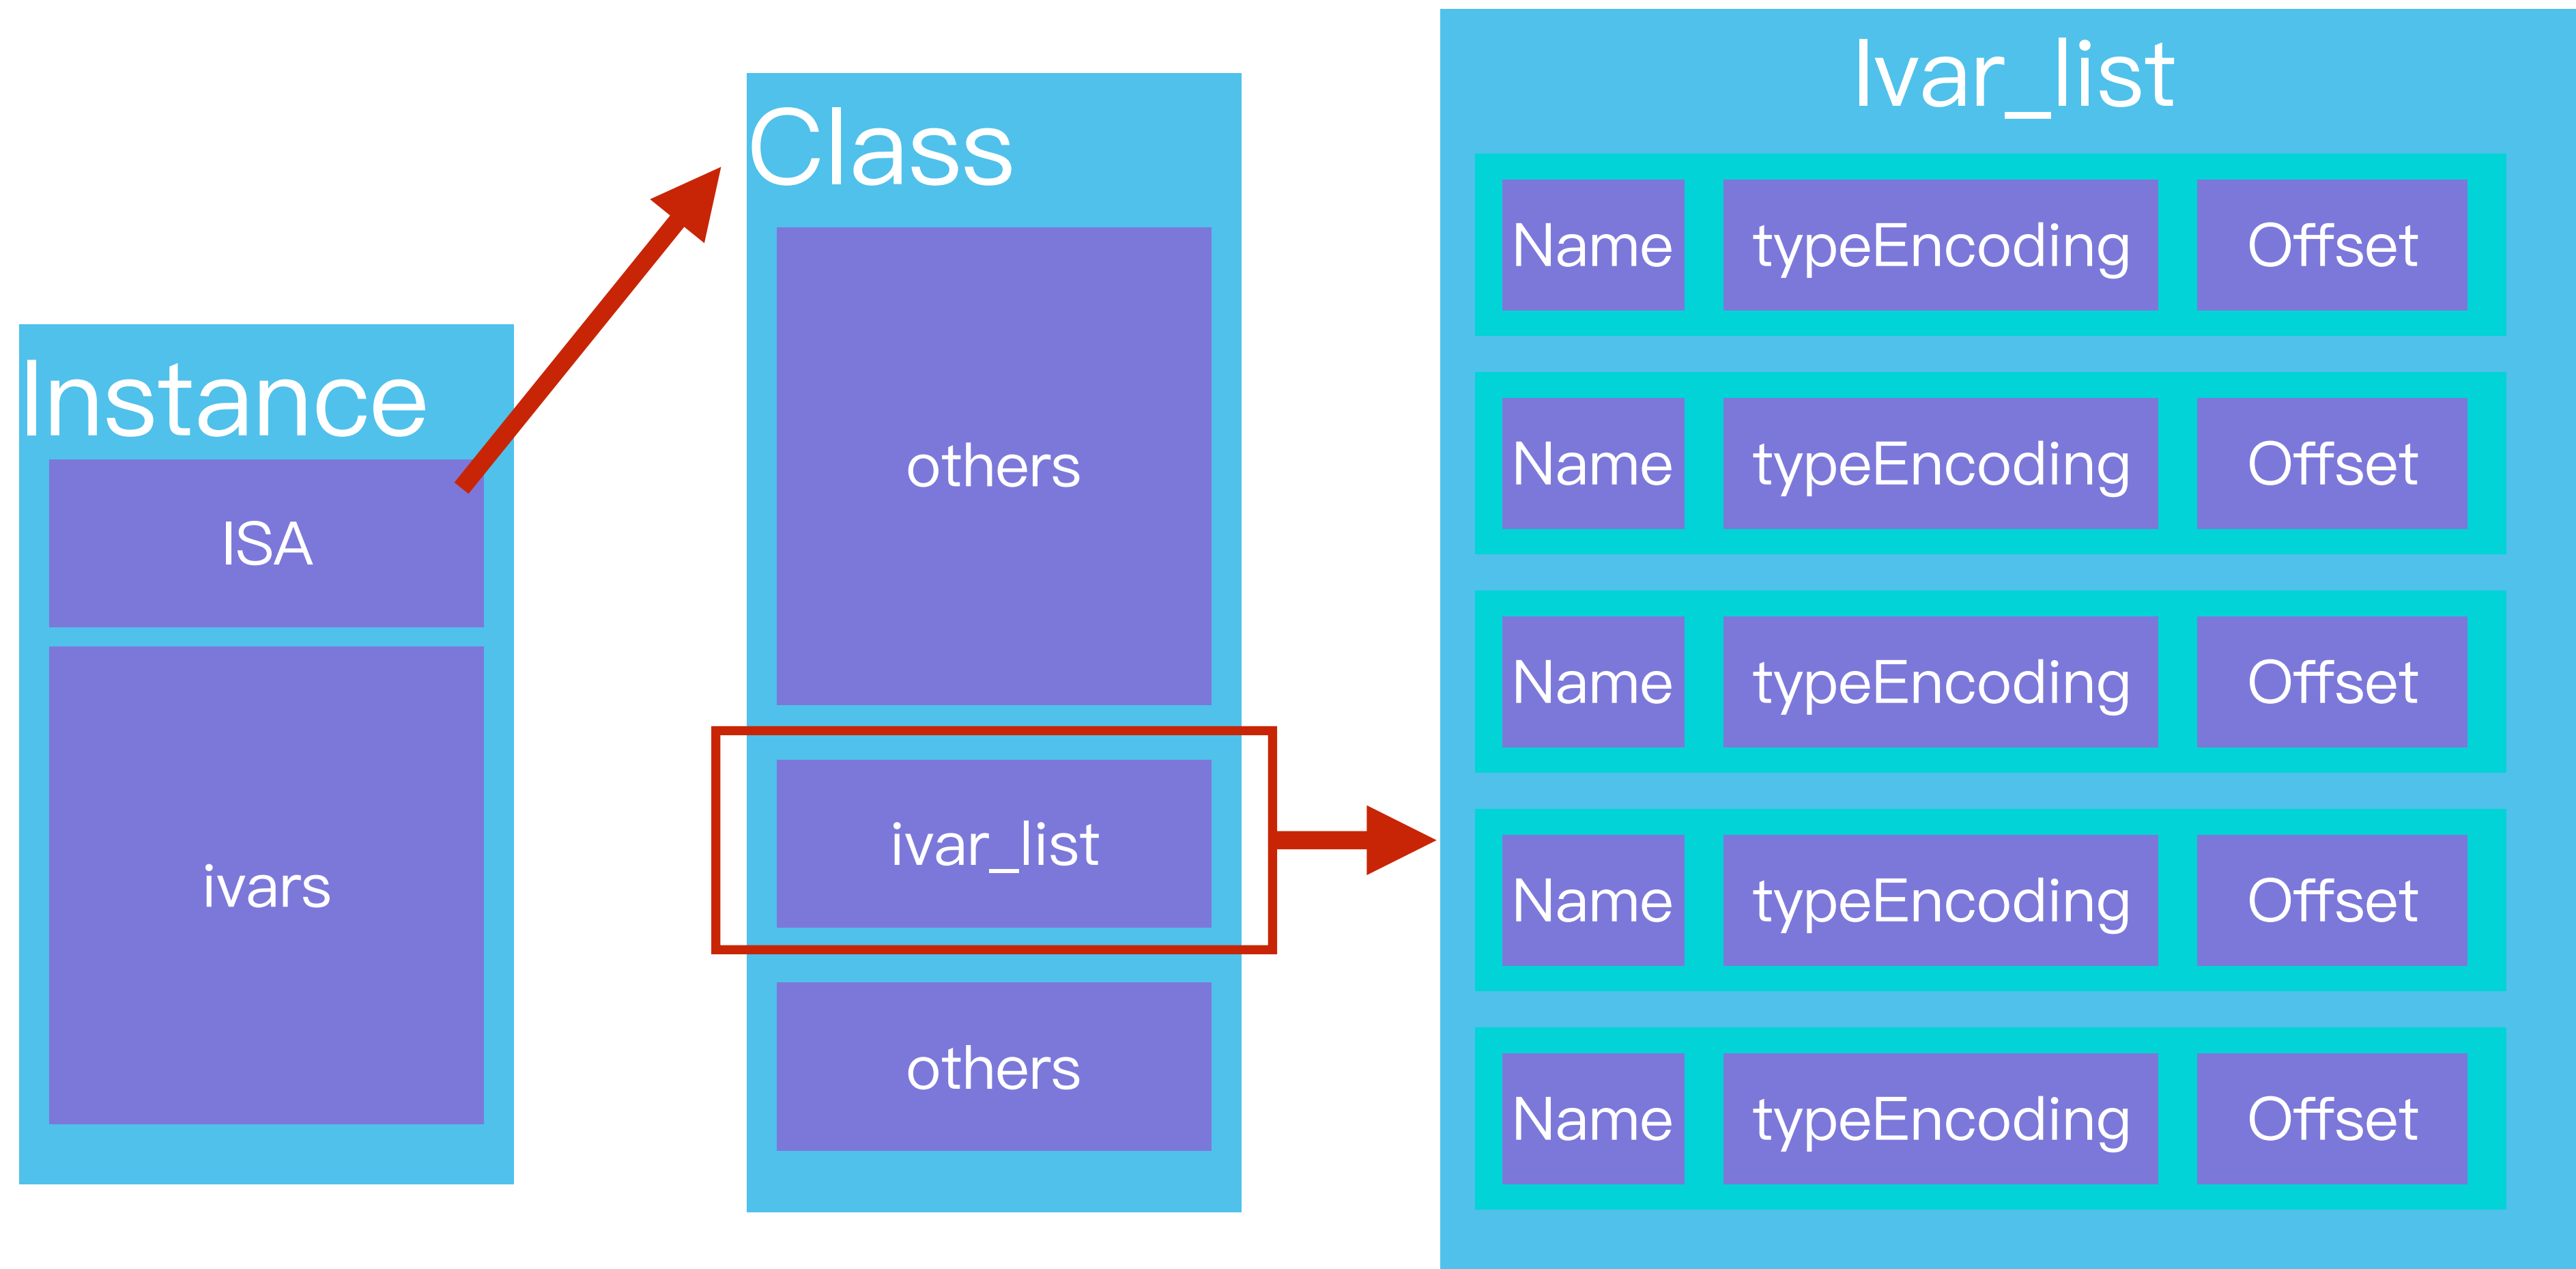 Instance
ISA
ivars
Class
others
ivar_list
others
Ivar_list
Name typeEncoding Offset
Name typeEncoding Offset
Name typeEncoding Offset
Name typeEncoding Offset
Name typeEncoding Offset